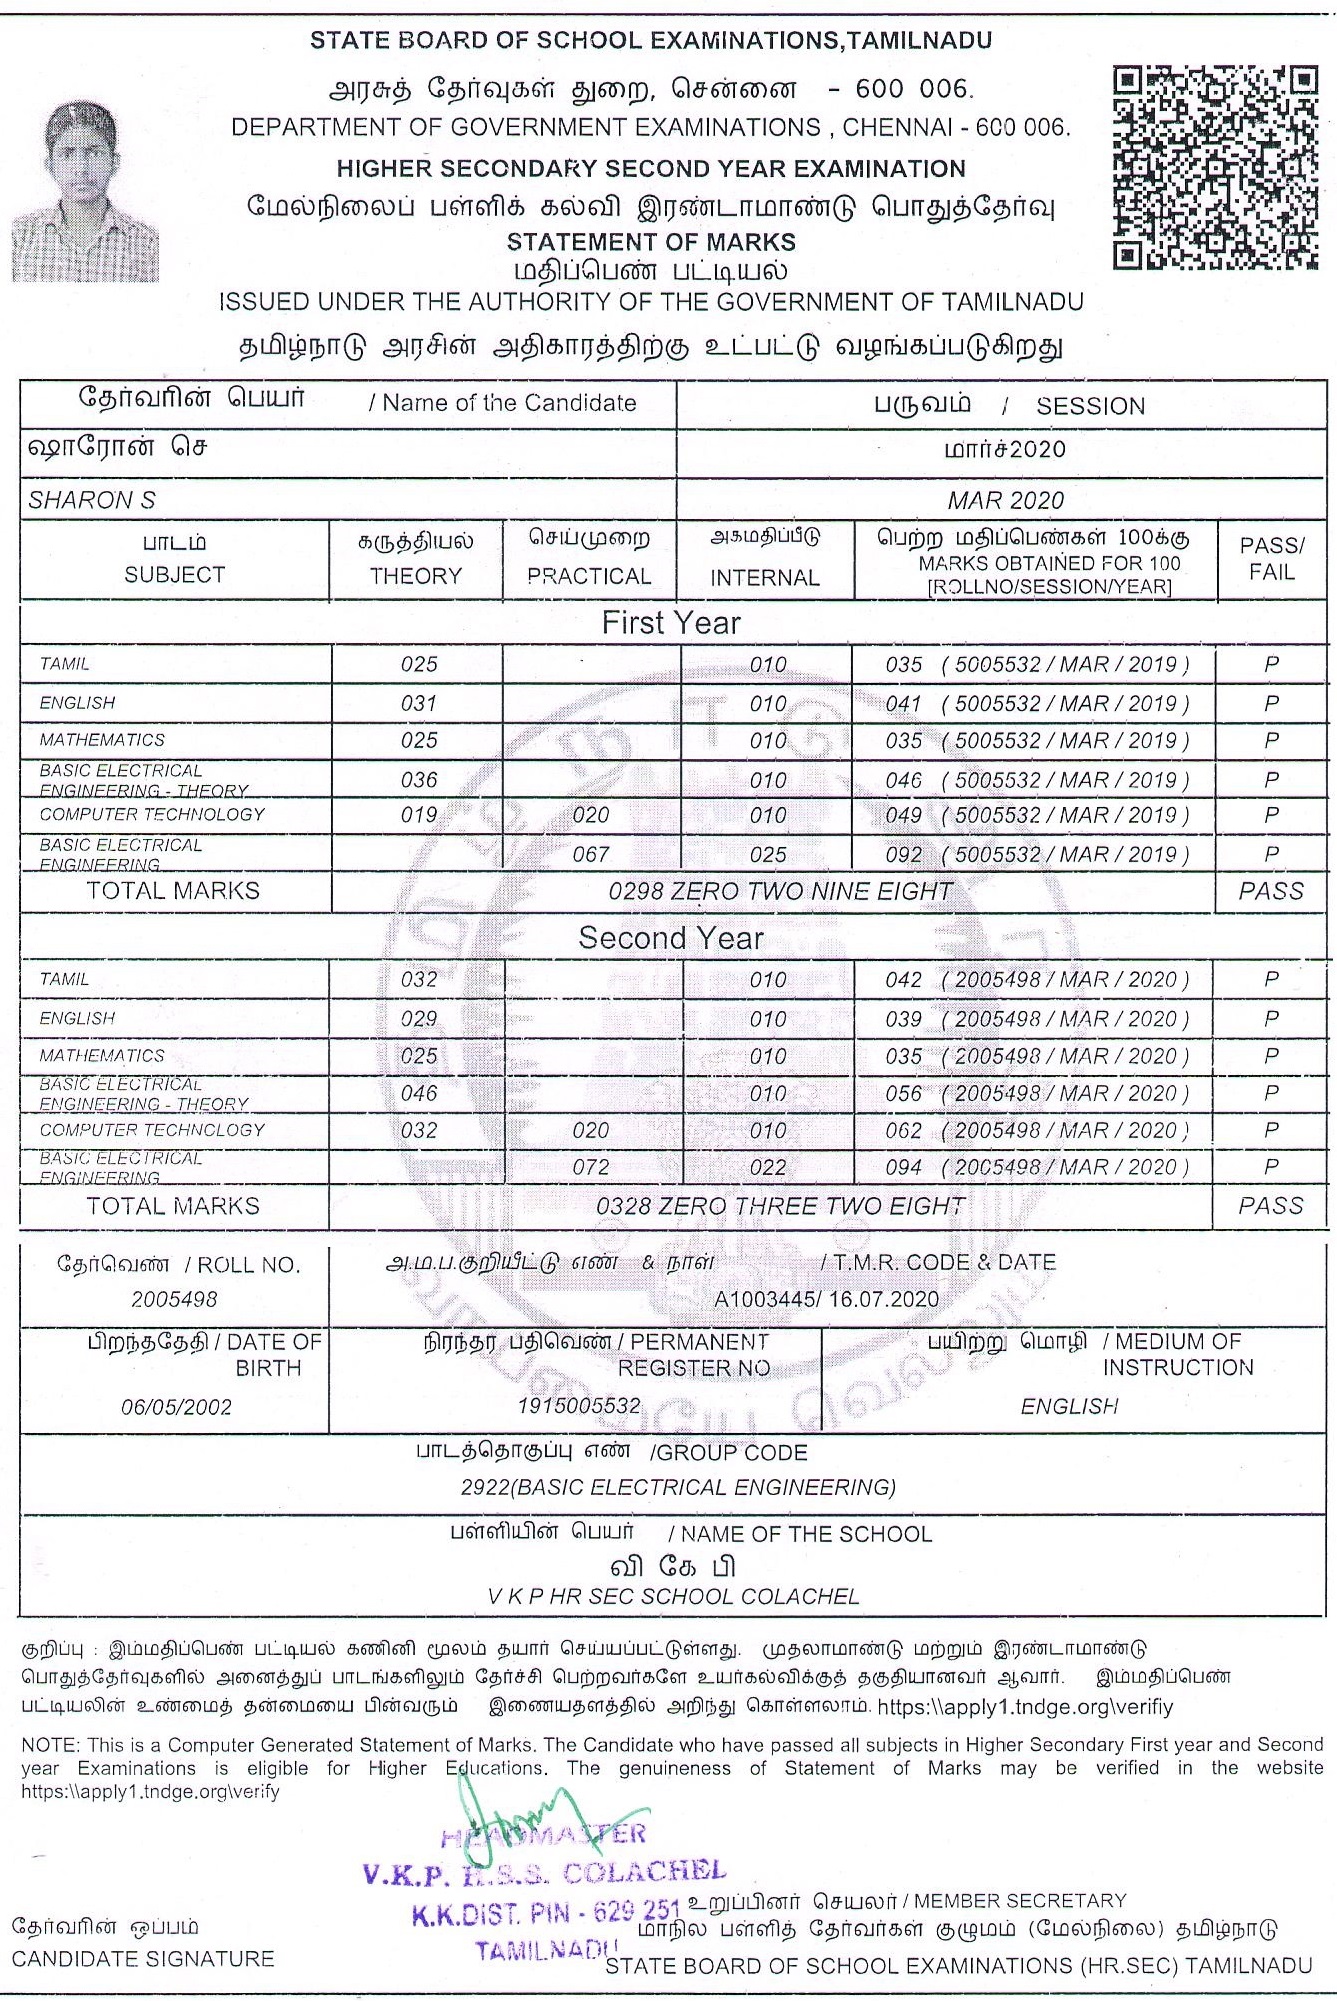 STATE BOARD OF SCHOOL EXAMINATIONS,TAMILNADU
அரசுத் தேர்வுகள் துறை, சென்னை - 600 006.
DEPARTMENT OF GOVERNMENT EXAMINATIONS , CHENNAI - 600 006.
HIGHER SECONDARY SECOND YEAR EXAMINATION
மேல்நிலைப் பள்ளிக் கல்வி இரண்டாமாண்டு பொதுத்தேர்வு
STATEMENT OF MARKS
மதிப்பெண் பட்டியல்
ISSUED UNDER THE AUTHORITY OF THE GOVERNMENT OF TAMILNADU
தமிழ்நாடு அரசின் அதிகாரத்திற்கு உட்பட்டு வழங்கப்படுகிறது
தேர்வரின் பெயர் / Name of the Candidate பருவம் / SESSION
ஷாரோன் செ மார்ச்2020
SHARON S MAR 2020
பாடம் கருத்தியல் செய்முறை அகமதிப்பீடு பெற்ற மதிப்பெண்கள் 100க்கு PASS/
SUBJECT THEORY PRACTICAL INTERNAL MARKS OBTAINED FOR 100 FAIL
[ROLLNO/SESSION/YEAR]
First Year
TAMIL 025 010 035 ( 5005532 / MAR / 2019 ) P
ENGLISH 031 010 041 ( 5005532 / MAR / 2019 ) P
MATHEMATICS 025 010 035 ( 5005532 / MAR / 2019 ) P
BASIC ELECTRICAL
ENGINEERING - THEORY 036 010 046 ( 5005532 / MAR / 2019 ) P
COMPUTER TECHNOLOGY 019 020 010 049 ( 5005532 / MAR / 2019 ) P
BASIC ELECTRICAL
ENGINEERING 067 025 092 ( 5005532 / MAR / 2019 ) P
TOTAL MARKS 0298 ZERO TWO NINE EIGHT PASS
Second Year
TAMIL 032 010 042 ( 2005498 / MAR / 2020 ) P
ENGLISH 029 010 039 ( 2005498 / MAR / 2020 ) P
MATHEMATICS 025 010 035 ( 2005498 / MAR / 2020 ) P
BASIC ELECTRICAL
ENGINEERING - THEORY 046 010 056 ( 2005498 / MAR / 2020 ) P
COMPUTER TECHNOLOGY 032 020 010 062 ( 2005498 / MAR / 2020 ) P
BASIC ELECTRICAL
ENGINEERING 072 022 094 ( 2005498 / MAR / 2020 ) P
TOTAL MARKS 0328 ZERO THREE TWO EIGHT PASS
தேர்வெண் / ROLL NO. அ.ம.ப.குறியீட்டு எண் & நாள் / T.M.R. CODE & DATE
2005498 A1003445/ 16.07.2020
பிறந்ததேதி / DATE OF நிரந்தர பதிவெண் / PERMANENT பயிற்று மொழி / MEDIUM OF
BIRTH REGISTER NO INSTRUCTION
06/05/2002 1915005532 ENGLISH
பாடத்தொகுப்பு எண் /GROUP CODE
2922(BASIC ELECTRICAL ENGINEERING)
பள்ளியின் பெயர் / NAME OF THE SCHOOL
வி கே பி
V K P HR SEC SCHOOL COLACHEL
குறிப்பு : இம்மதிப்பெண் பட்டியல் கணினி மூலம் தயார் செய்யப்பட்டுள்ளது. முதலாமாண்டு மற்றும் இரண்டாமாண்டு
பொதுத்தேர்வுகளில் அனைத்துப் பாடங்களிலும் தேர்ச்சி பெற்றவர்களே உயர்கல்விக்குத் தகுதியானவர் ஆவார். இம்மதிப்பெண்
பட்டியலின் உண்மைத் தன்மையை பின்வரும் இணையதளத்தில் அறிந்து கொள்ளலாம். https:\\apply1.tndge.org\verifiy
NOTE: This is a Computer Generated Statement of Marks. The Candidate who have passed all subjects in Higher Secondary First year and Second
year Examinations is eligible for Higher Educations. The genuineness of Statement of Marks may be verified in the website
https:\\apply1.tndge.org\verify
HEADMASTER
V.K.P. H.S.S. COLACHEL
K.K.DIST. PIN - 629 251
TAMILNADU
உறுப்பினர் செயலர் / MEMBER SECRETARY
தேர்வரின் ஒப்பம் மாநில பள்ளித் தேர்வர்கள் குழுமம் (மேல்நிலை) தமிழ்நாடு
CANDIDATE SIGNATURE STATE BOARD OF SCHOOL EXAMINATIONS (HR.SEC) TAMILNADU